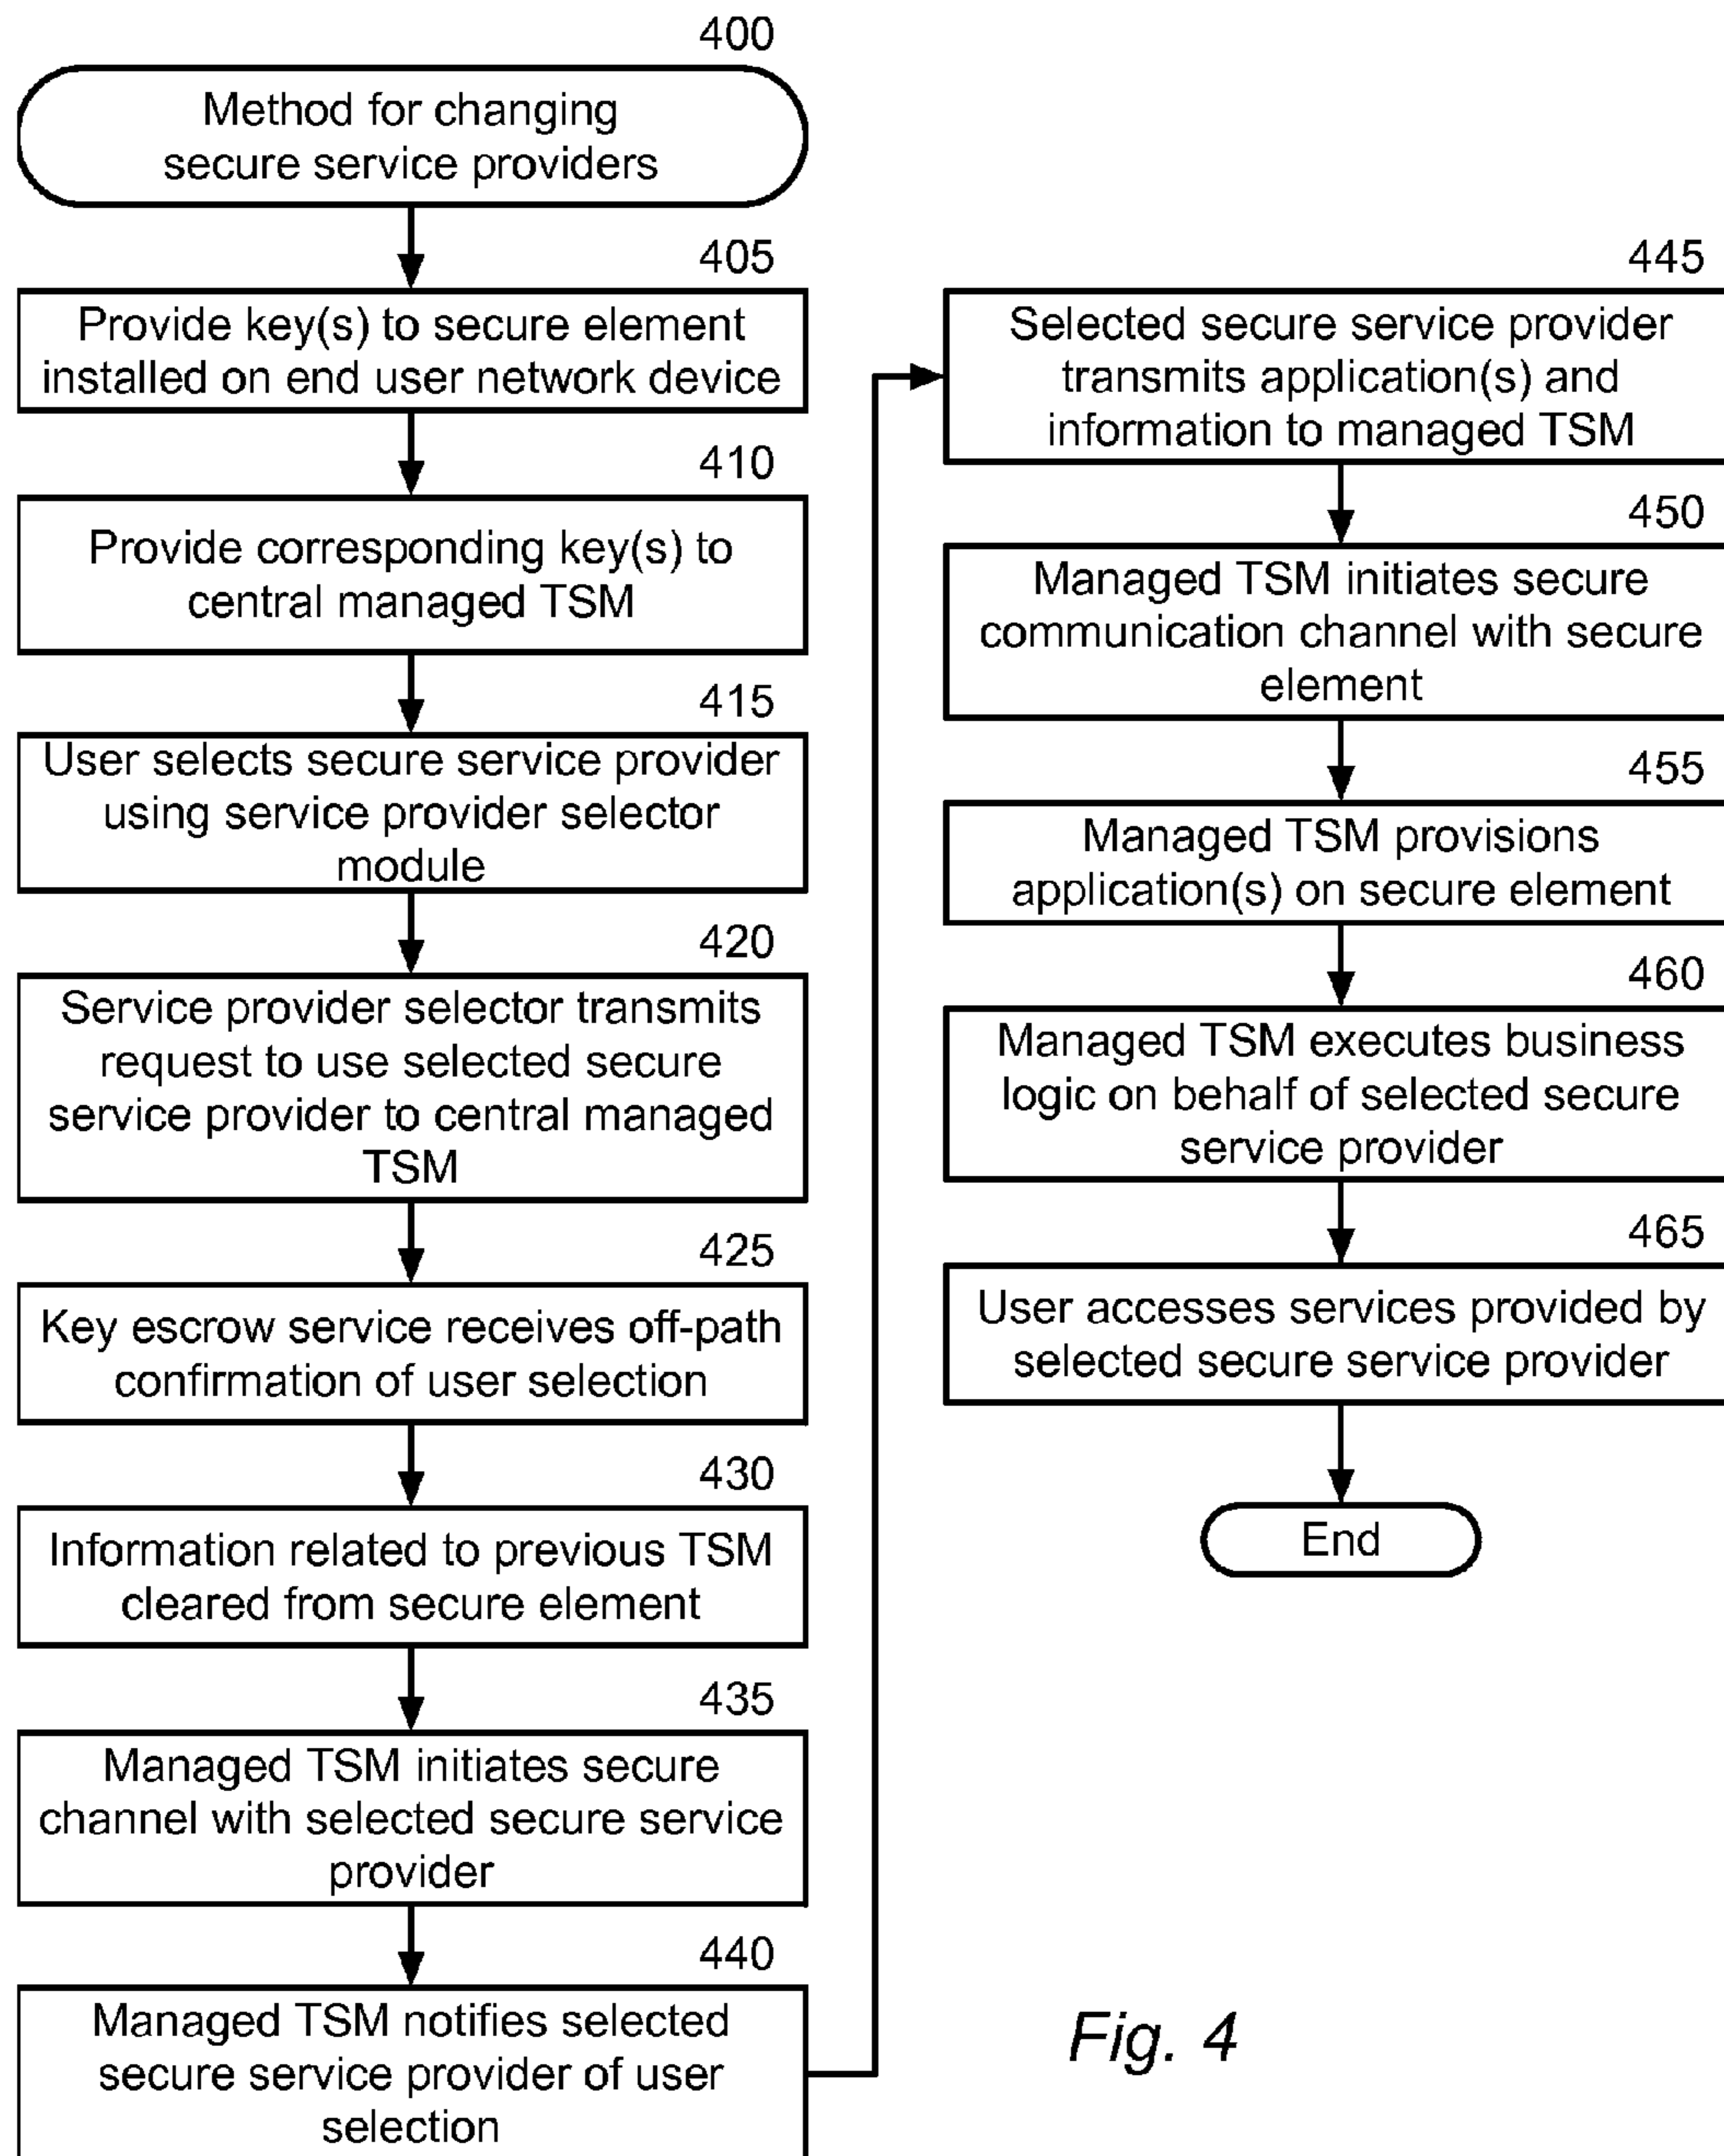 400
Method for changing
secure service providers
405
Provide key(s) to secure element
installed on end user network device
410
Provide corresponding key(s) to
central managed TSM
415
User selects secure service provider
using service provider selector
module
420
Service provider selector transmits
request to use selected secure
service provider to central managed
TSM
425
Key escrow service receives off-path
confirmation of user selection
430
Information related to previous TSM
cleared from secure element
435
Managed TSM initiates secure
channel with selected secure service
provider
440
Managed TSM notifies selected
secure service provider of user
selection
445
Selected secure service provider
transmits application(s) and
information to managed TSM
450
Managed TSM initiates secure
communication channel with secure
element
455
Managed TSM provisions
application(s) on secure element
460
Managed TSM executes business
logic on behalf of selected secure
service provider
465
User accesses services provided by
selected secure service provider
End
Fig. 4